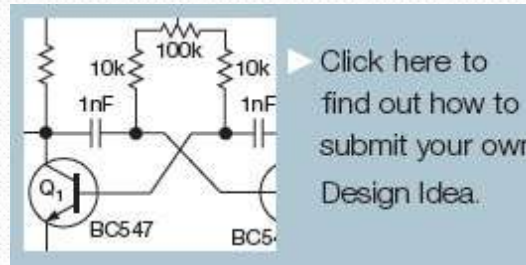 100k
10k
10k
1nF
1nF
Q1
BC547
Click here to
find out how to
submit your own
Design Idea.